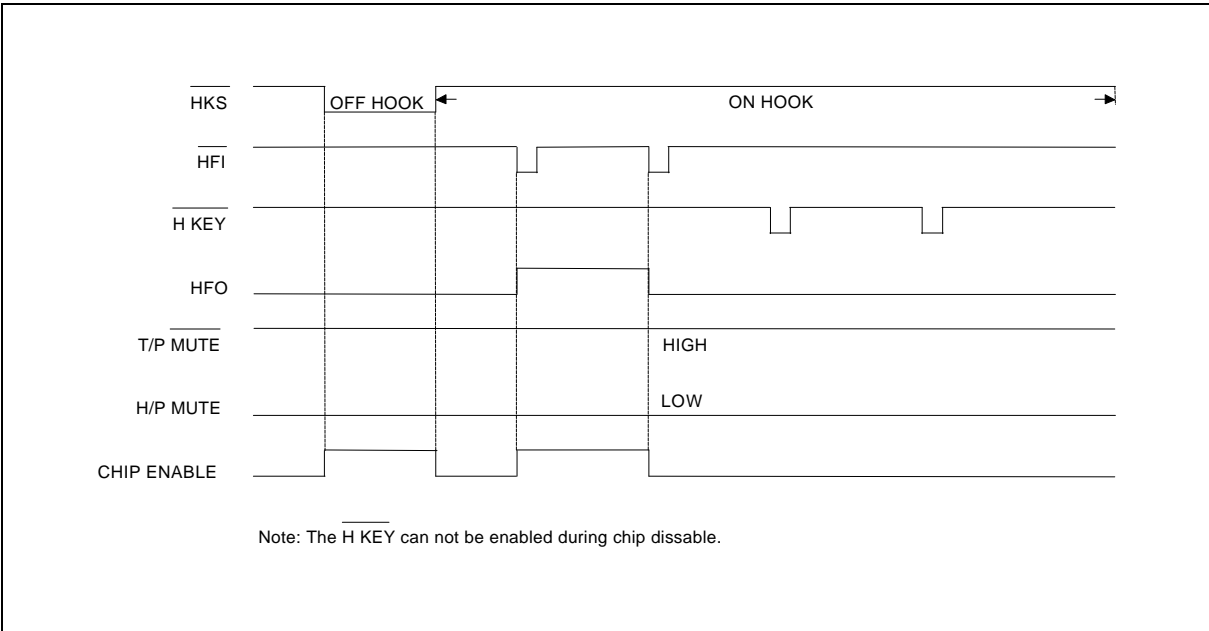 HKS
OFF HOOK
ON HOOK
HFI
H KEY
HFO
T/P MUTE
HIGH
H/P MUTE
LOW
CHIP ENABLE
Note: The H KEY can not be enabled during chip dissable.